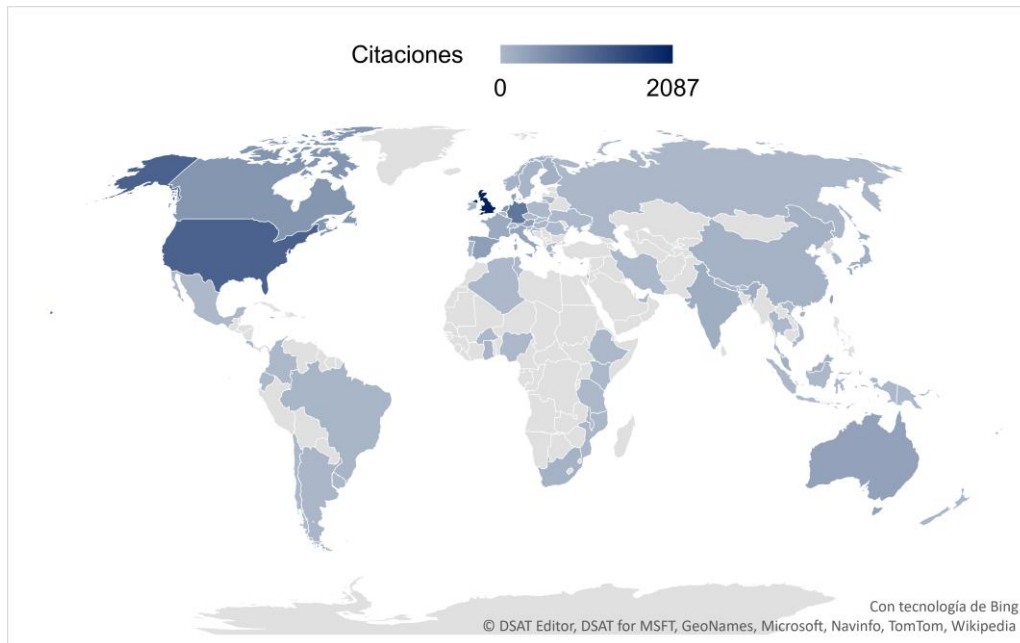 Citaciones
0 2087
Con tecnología de Bing
© DSAT Editor, DSAT for MSFT, GeoNames, Microsoft, Navinfo, TomTom, Wikipedia